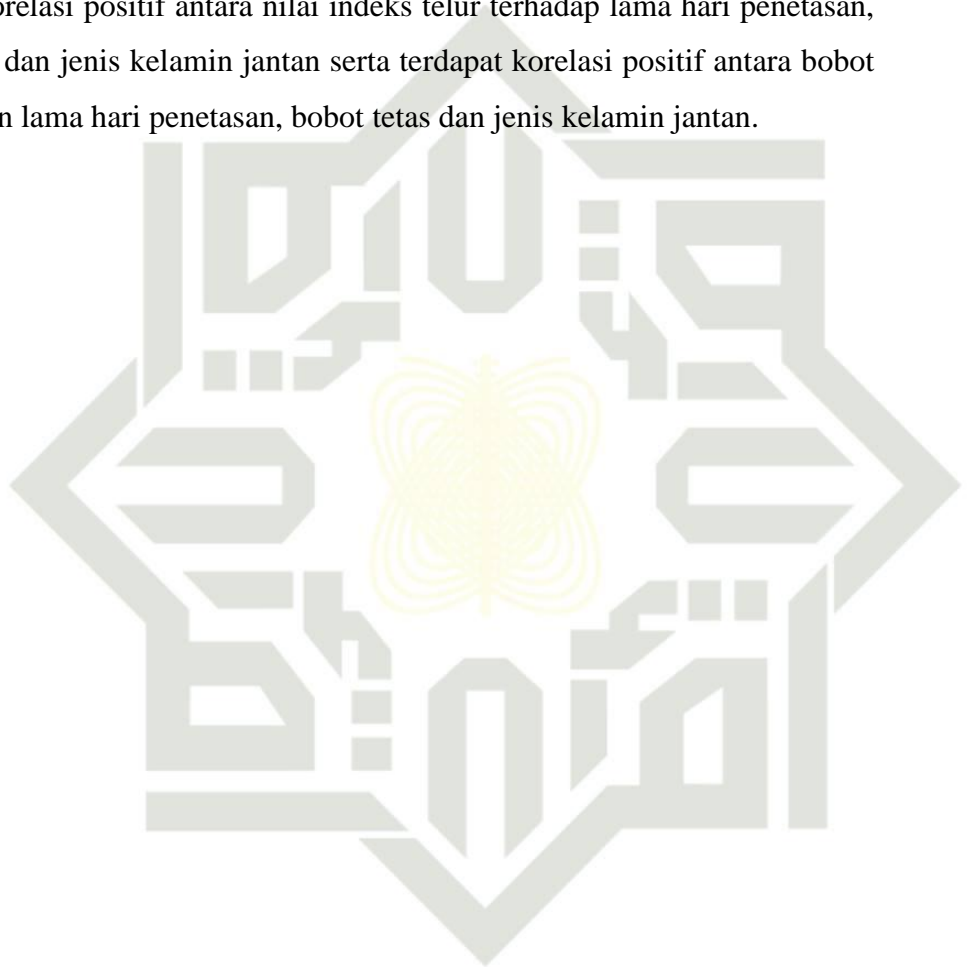 orelasi positif antara nilai indeks telur terhadap lama hari penetasan,
dan jenis kelamin jantan serta terdapat korelasi positif antara bobot
n lama hari penetasan, bobot tetas dan jenis kelamin jantan.